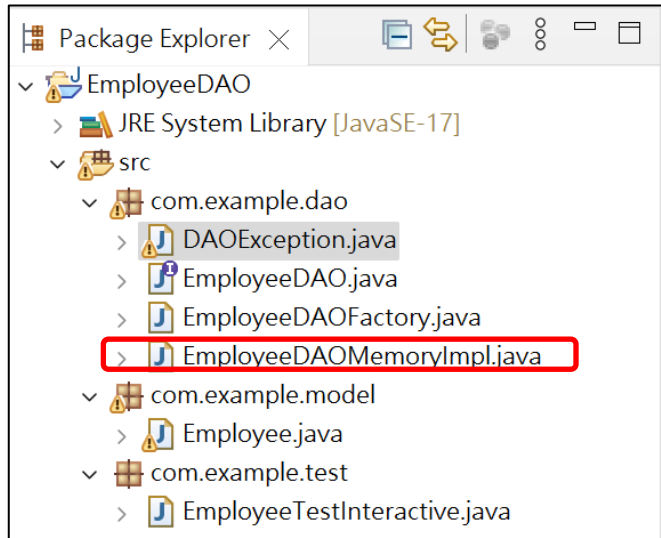 Package Explorer
EmployeeDAO
JRE System Library [JavaSE-17]
src
com.example.dao
DAOException.java
EmployeeDAO.java
EmployeeDAOFactory.java
EmployeeDAOMemoryImpl.java
com.example.model
Employee.java
com.example.test
EmployeeTestInteractive.java